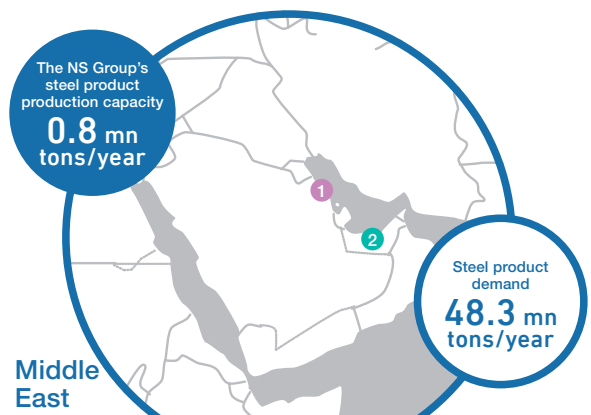 The NS Group's
steel product
production capacity
0.8 mn
tons/year
1
2
Steel product
demand
48.3 mn
tons/year
Middle
East